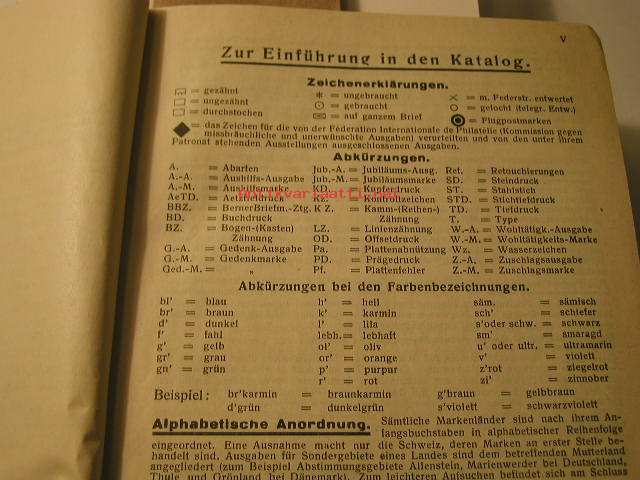 V
Zur Einführung in den Katalog.
Zeichenerklärungen.
= gezähnt
= ungezähnt
= durchstochen
* = ungebraucht
= gebraucht
= auf ganzem Brief
= m. Federstr. entwertet
= gelocht (telegr. Entw.)
= Flugpostmarken
= das Zeichen für die von der Féderation Internationale de Philatelie (Kommission gegen
missbräuchliche und unerwünschte Ausgaben) verurteilten und von den unter ihrem
Patronat stehenden Ausstellungen ausgeschlossenen Ausgaben.
Abkürzungen.
A. = Abarten
A.-A. = Aushilfs-Ausgabe
A.-M. = Aushilfsmarke
AeTD. = Aetztiefdruck
BBZ. = Berner Briefm.-Ztg.
BD. = Buchdruck
BZ. = Bogen-(Kasten)
Zähnung
G.-A. = Gedenk-Ausgabe
G.-M. = Gedenkmarke
Ged.-M. = "
Jub.-A. = Jubiläums-Ausg.
Jub.-M. = Jubiläumsmarke
KD. = Kupferdruck
Kz. = Kontrollzeichen
K.Z. = Kamm-(Reihen-)
Zähnung
LZ. = Linienzähnung
OD. = Offsetdruck
Pa. = Plattenabnützung
PD. = Prägedruck
Pf. = Plattenfehler
Ret. = Retouchierungen
SD. = Steindruck
ST. = Stahlstich
STD. = Stichtiefdruck
TD. = Tiefdruck
T. = Type
W.-A. = Wohltätigk.-Ausgabe
W.-M. = Wohltätigkeits-Marke
Wz. = Wasserzeichen
Z.-A. = Zuschlagsausgabe
Z.-M. = Zuschlagsmarke
Abkürzungen bei den Farbenbezeichnungen.
bl' = blau
br' = braun
d' = dunkel
f' = fahl
g' = gelb
gr' = grau
gn' = grün
h' = hell
k' = karmin
l' = lila
lebh. = lebhaft
ol' = oliv
or' = orange
p' = purpur
r' = rot
säm. = sämisch
sch' = schiefer
s' oder schw. = schwarz
sm' = smaragd
u' oder ultr. = ultramarin
v' = violett
z'rot = ziegelrot
zi' = zinnober
Beispiel: br'karmin = braunkarmin g'braun = gelbbraun
d'grün = dunkelgrün s'violett = schwarzviolett
Alphabetische Anordnung. Sämtliche Markenländer sind nach ihrem An-
fangsbuchstaben in alphabetischer Reihenfolge
eingeordnet. Eine Ausnahme macht nur die Schweiz, deren Marken an erster Stelle be-
handelt sind. Ausgaben für Sondergebiete eines Landes sind dem betreffenden Mutterland
angegliedert (zum Beispiel Abstimmungsgebiete Allenstein, Marienwerder bei Deutschland,
Thule und Grönland bei Dänemark). Zum leichteren Aufsuchen befindet sich am Schluss